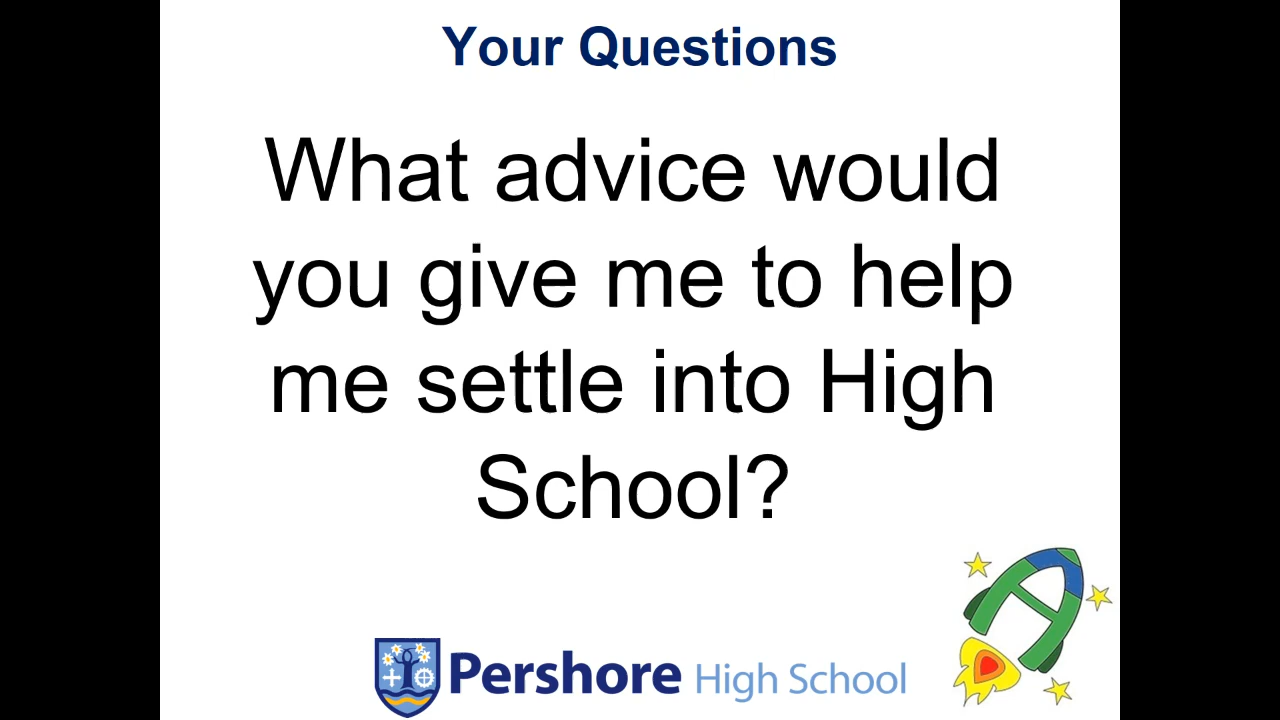 Your Questions
What advice would
you give me to help
me settle into High
School?
Pershore High School